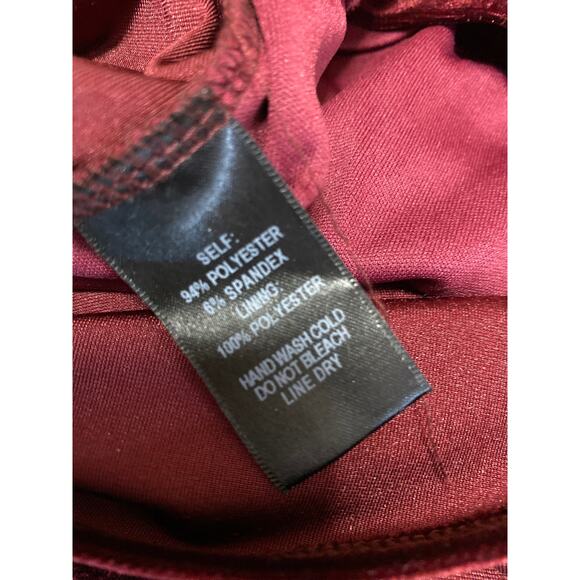 SELF:
94% POLYESTER
6% SPANDEX
LINING:
100% POLYESTER
HAND WASH COLD
DO NOT BLEACH
LINE DRY